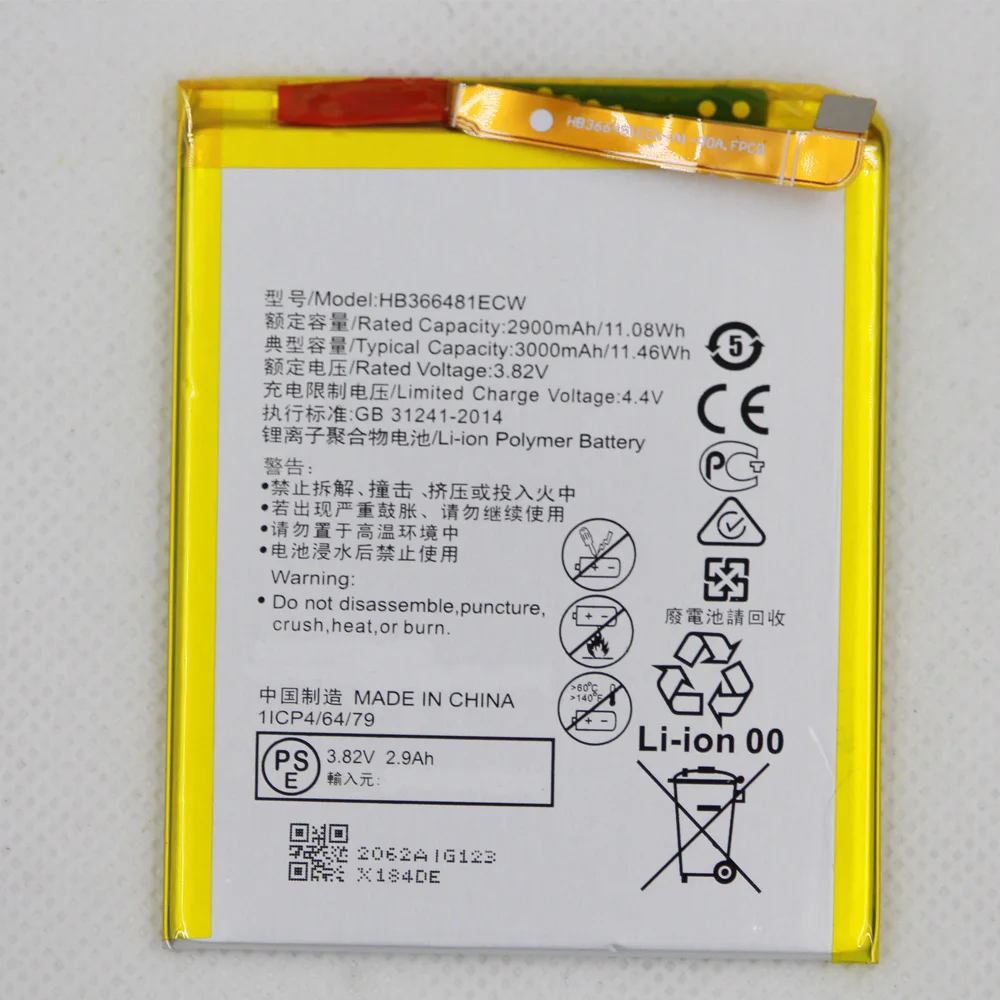 HB366481ECW
FPCB
型号/Model:HB366481ECW
额定容量/Rated Capacity:2900mAh/11.08Wh
典型容量/Typical Capacity:3000mAh/11.46Wh
额定电压/Rated Voltage:3.82V
充电限制电压/Limited Charge Voltage:4.4V
执行标准:GB 31241-2014
锂离子聚合物电池/Li-ion Polymer Battery
5
CE
警告:
•禁止拆解、撞击、挤压或投入火中
•若出现严重鼓胀、请勿继续使用
•请勿置于高温环境中
•电池浸水后禁止使用
Warning:
• Do not disassemble,puncture,
crush,heat,or burn.
廢電池請回收
>60°C
>140°F
中国制造 MADE IN CHINA
1ICP4/64/79
Li-ion 00
PSE
3.82V 2.9Ah
輸入元:
2062AIG123
X184DE